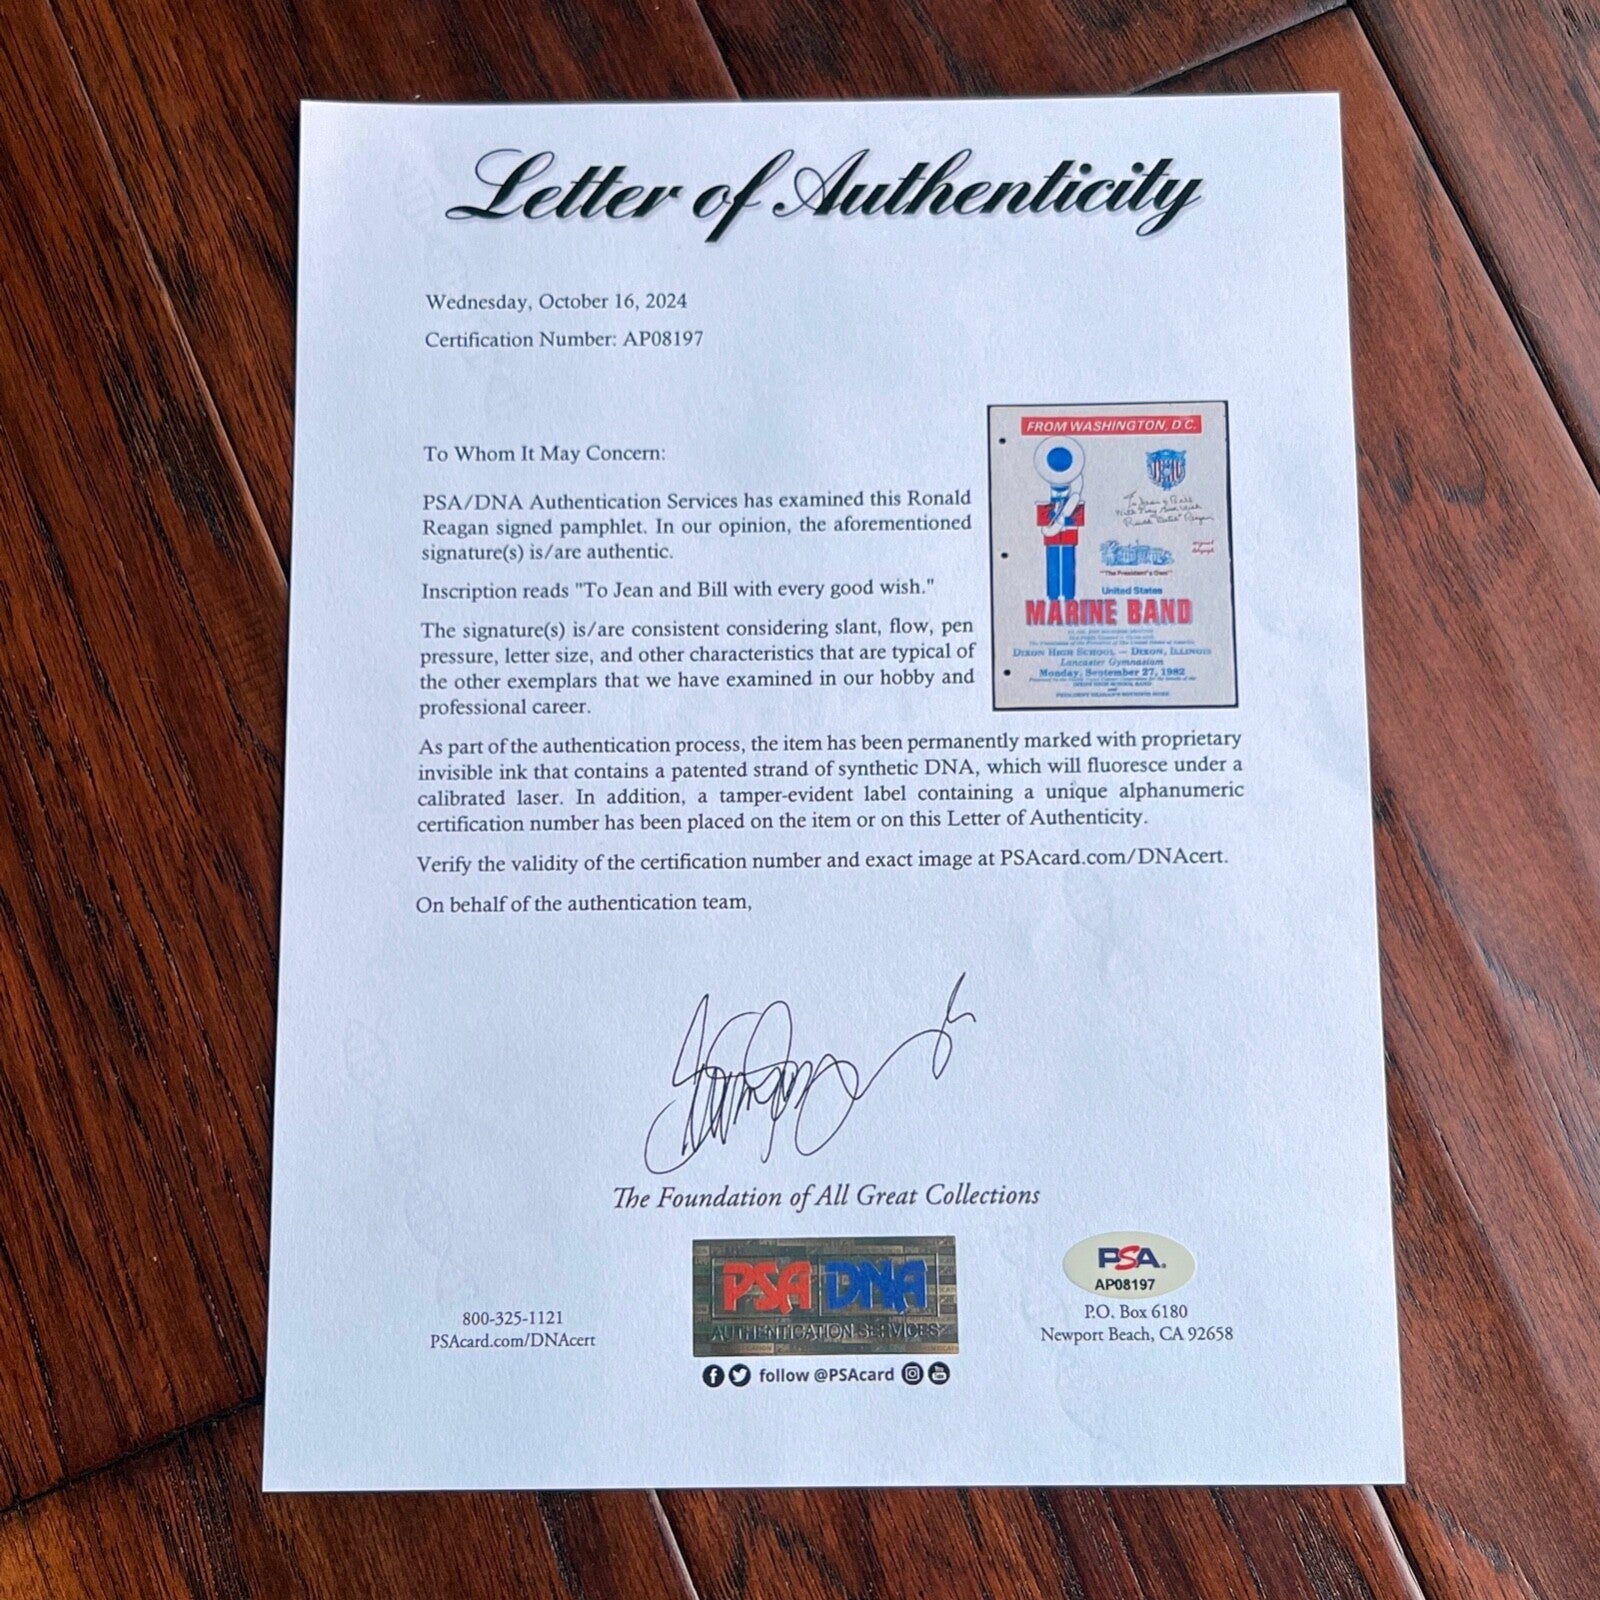 Letter of Authenticity
Wednesday, October 16, 2024
Certification Number: AP08197
To Whom It May Concern:
PSA/DNA Authentication Services has examined this Ronald
Reagan signed pamphlet. In our opinion, the aforementioned
signature(s) is/are authentic.
Inscription reads "To Jean and Bill with every good wish."
The signature(s) is/are consistent considering slant, flow, pen
pressure, letter size, and other characteristics that are typical of
the other exemplars that we have examined in our hobby and
professional career.
FROM WASHINGTON, D.C.
To Jean & Bill
With Every Good Wish
"The President's Own"
United States
MARINE BAND
DIXON HIGH SCHOOL — DIXON, ILLINOIS
Lancaster Gymnasium
Monday, September 27, 1982
As part of the authentication process, the item has been permanently marked with proprietary
invisible ink that contains a patented strand of synthetic DNA, which will fluoresce under a
calibrated laser. In addition, a tamper-evident label containing a unique alphanumeric
certification number has been placed on the item or on this Letter of Authenticity.
Verify the validity of the certification number and exact image at PSAcard.com/DNAcert.
On behalf of the authentication team,
The Foundation of All Great Collections
800-325-1121
PSAcard.com/DNAcert
PSA DNA
AUTHENTICATION SERVICES
follow @PSAcard
PSA
AP08197
P.O. Box 6180
Newport Beach, CA 92658